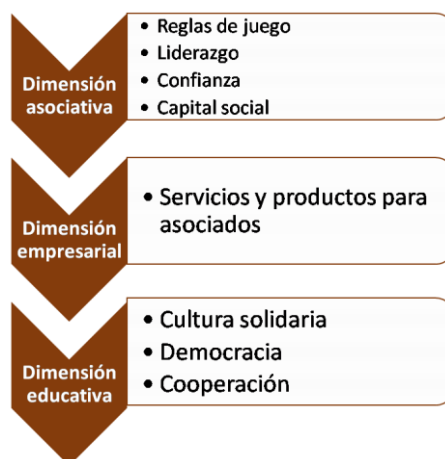 Dimensión
asociativa
• Reglas de juego
• Liderazgo
• Confianza
• Capital social
Dimensión
empresarial
• Servicios y productos para
asociados
Dimensión
educativa
• Cultura solidaria
• Democracia
• Cooperación